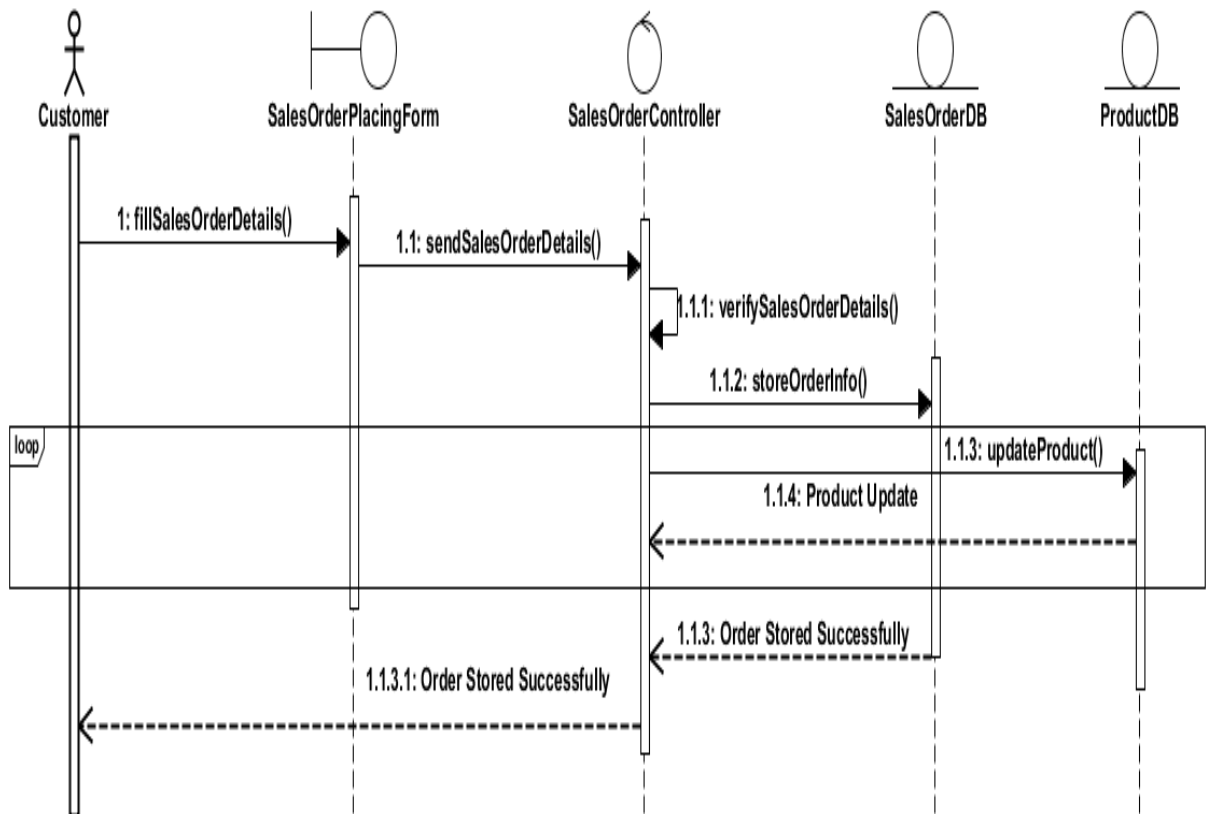 Customer
SalesOrderPlacingForm
SalesOrderController
SalesOrderDB
ProductDB
1: fillSalesOrderDetails()
1.1: sendSalesOrderDetails()
1.1.1: verifySalesOrderDetails()
1.1.2: storeOrderInfo()
loop
1.1.3: updateProduct()
1.1.4: Product Update
1.1.3: Order Stored Successfully
1.1.3.1: Order Stored Successfully